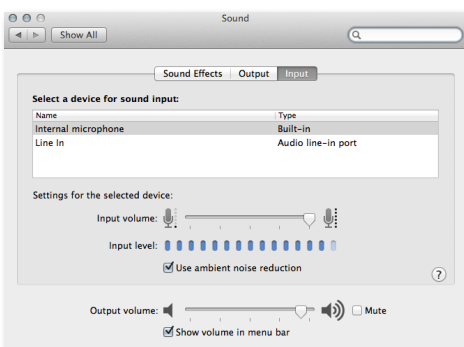 Sound
Show All
Sound Effects Output Input
Select a device for sound input:
Name Type
Internal microphone Built-in
Line In Audio line-in port
Settings for the selected device:
Input volume:
Input level:
Use ambient noise reduction
?
Output volume: Mute
Show volume in menu bar